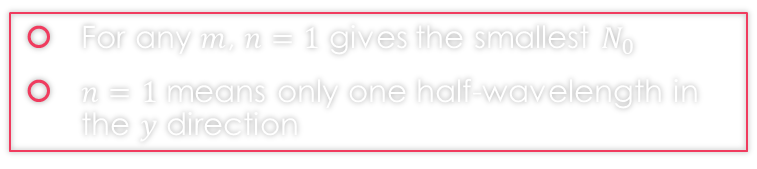 For any m, n = 1 gives the smallest N₀
n = 1 means only one half-wavelength in
the y direction